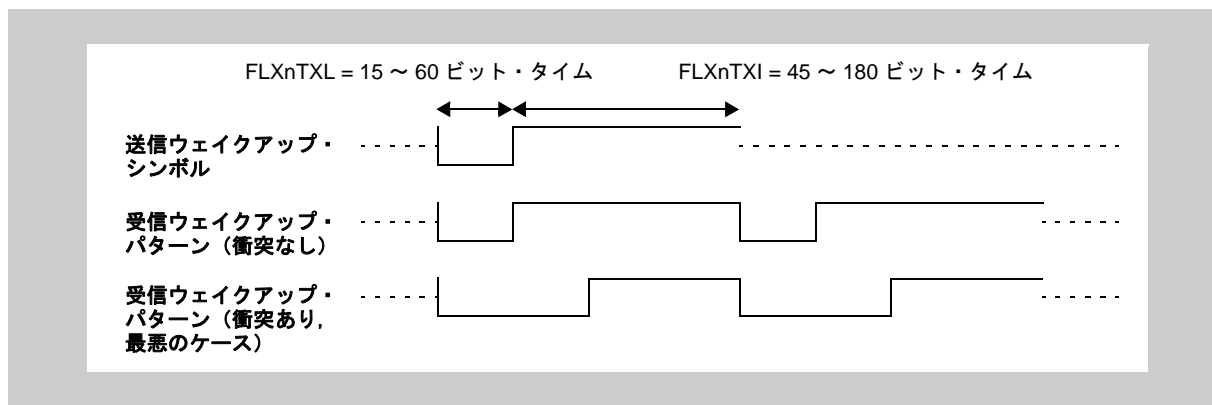 FLXnTXL = 15 ～ 60 ビット・タイム
FLXnTXI = 45 ～ 180 ビット・タイム
送信ウェイクアップ・
シンボル
受信ウェイクアップ・
パターン（衝突なし）
受信ウェイクアップ・
パターン（衝突あり,
最悪のケース）